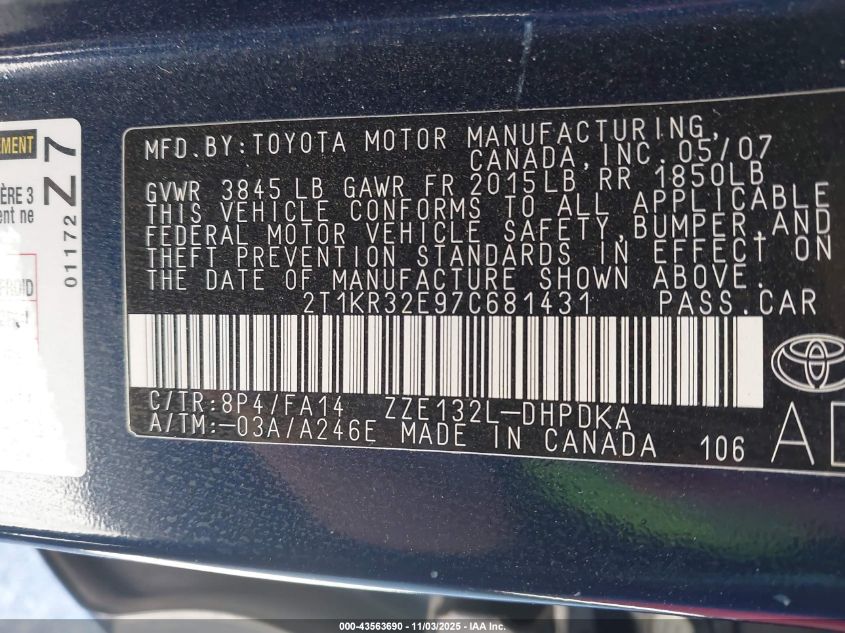 EMENT
ÈRE 3
ent ne
FROID
01172
Z 7
MFD.BY:TOYOTA MOTOR MANUFACTURING,
CANADA, INC. 05/07
GVWR 3845 LB GAWR FR 2015LB RR 1850LB
THIS VEHICLE CONFORMS TO ALL APPLICABLE
FEDERAL MOTOR VEHICLE SAFETY,BUMPER,AND
THEFT PREVENTION STANDARDS IN EFFECT ON
THE DATE OF MANUFACTURE SHOWN ABOVE.
2T1KR32E97C681431 PASS.CAR
C/TR:8P4/FA14 ZZE132L-DHPDKA
A/TM:-03A/A246E MADE IN CANADA 106
000-43563690 - 11/03/2025 - © IAA Inc.